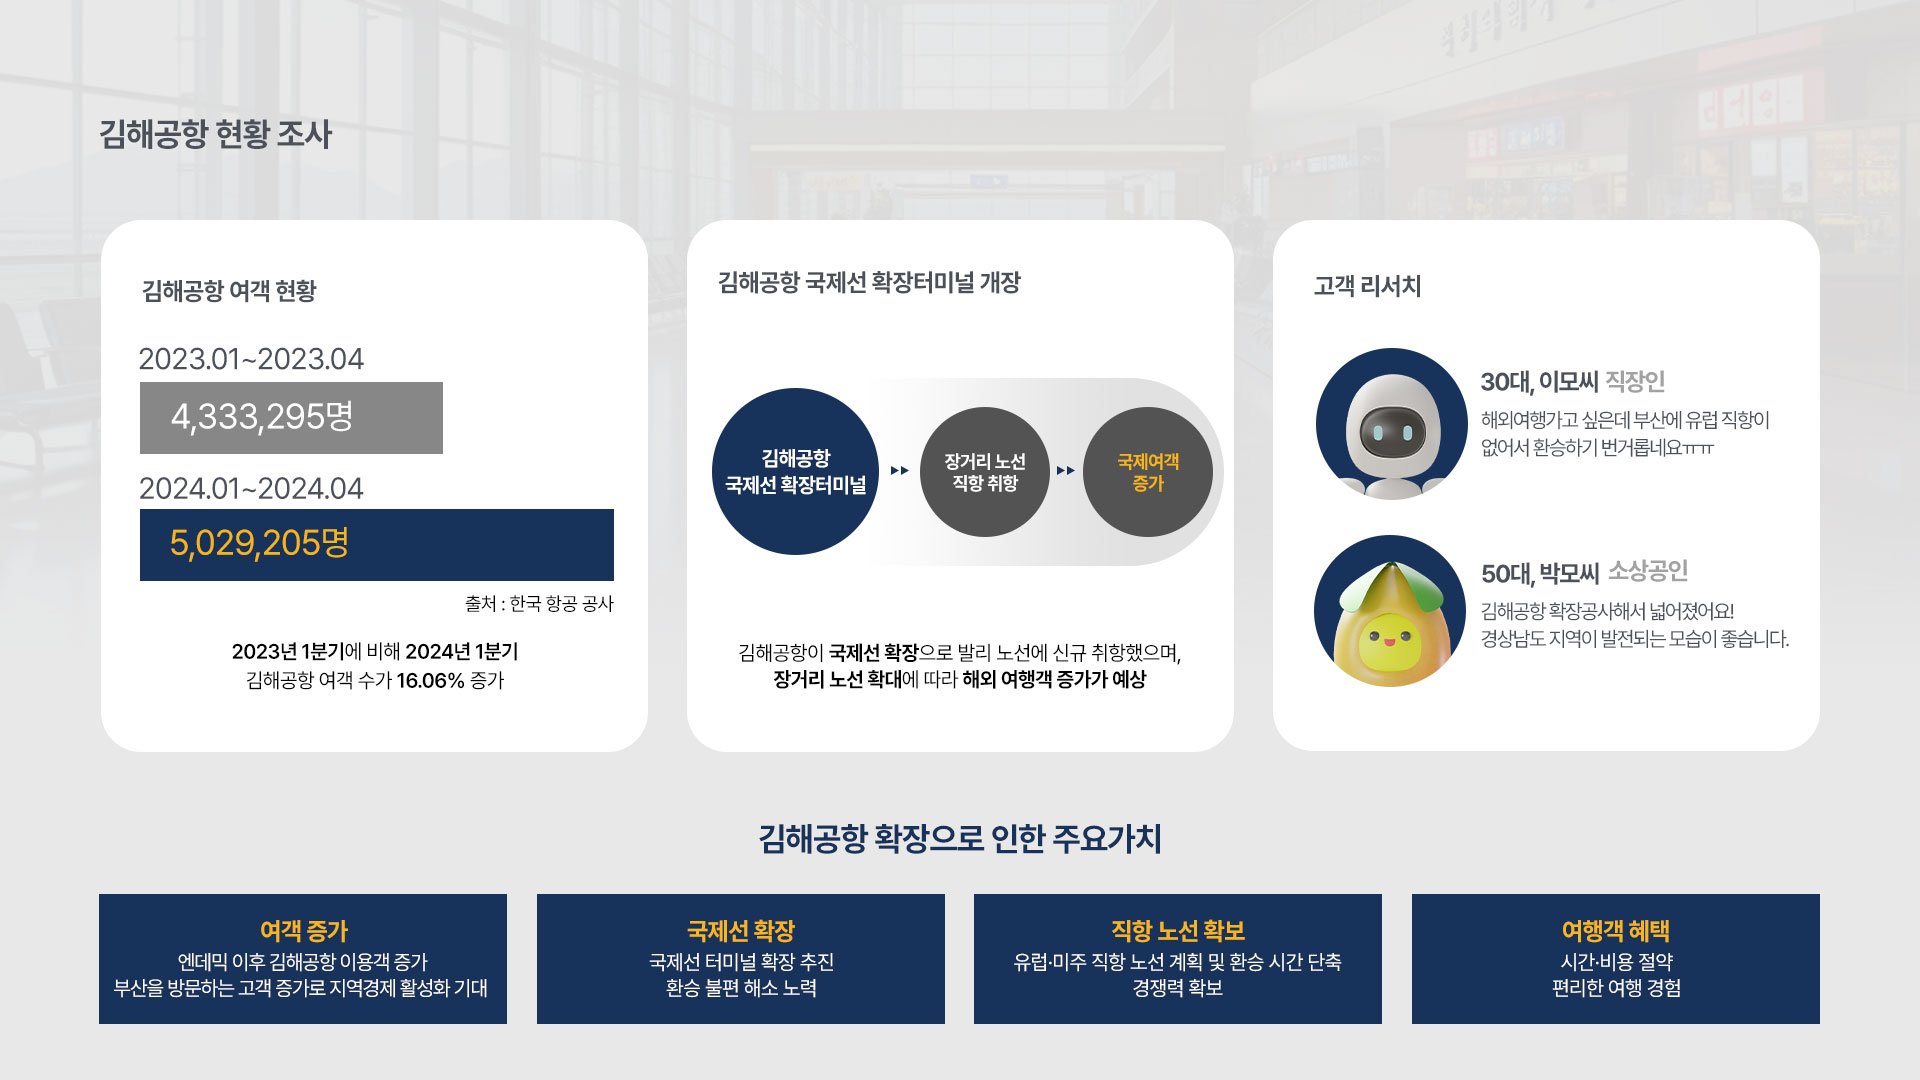 김해공항 현황 조사
김해공항 여객 현황
2023.01~2023.04
4,333,295명
2024.01~2024.04
5,029,205명
출처 : 한국 항공 공사
2023년 1분기에 비해 2024년 1분기
김해공항 여객 수가 16.06% 증가
김해공항 국제선 확장터미널 개장
김해공항
국제선 확장터미널
장거리 노선
직항 취항
국제여객
증가
김해공항이 국제선 확장으로 발리 노선에 신규 취항했으며,
장거리 노선 확대에 따라 해외 여행객 증가가 예상
고객 리서치
30대, 이모씨 직장인
해외여행가고 싶은데 부산에 유럽 직항이
없어서 환승하기 번거롭네요ㅠㅠ
50대, 박모씨 소상공인
김해공항 확장공사해서 넓어졌어요!
경상남도 지역이 발전되는 모습이 좋습니다.
김해공항 확장으로 인한 주요가치
여객 증가
엔데믹 이후 김해공항 이용객 증가
부산을 방문하는 고객 증가로 지역경제 활성화 기대
국제선 확장
국제선 터미널 확장 추진
환승 불편 해소 노력
직항 노선 확보
유럽·미주 직항 노선 계획 및 환승 시간 단축
경쟁력 확보
여행객 혜택
시간·비용 절약
편리한 여행 경험